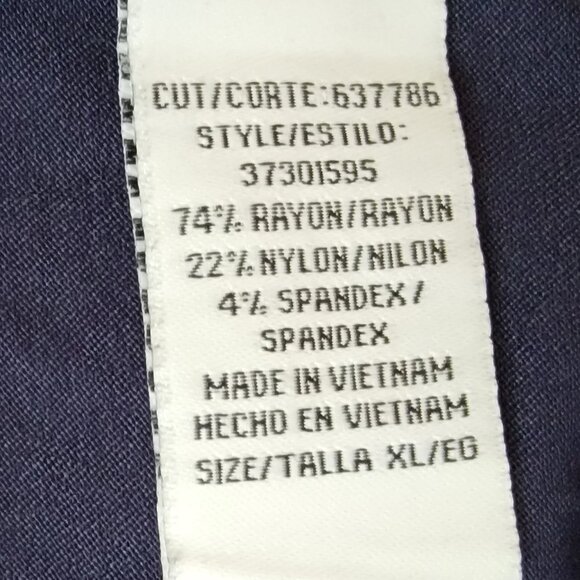 CUT/CORTE:637786
STYLE/ESTILO:
37301595
74% RAYON/RAYON
22% NYLON/NILON
4% SPANDEX/
SPANDEX
MADE IN VIETNAM
HECHO EN VIETNAM
SIZE/TALLA XL/EG